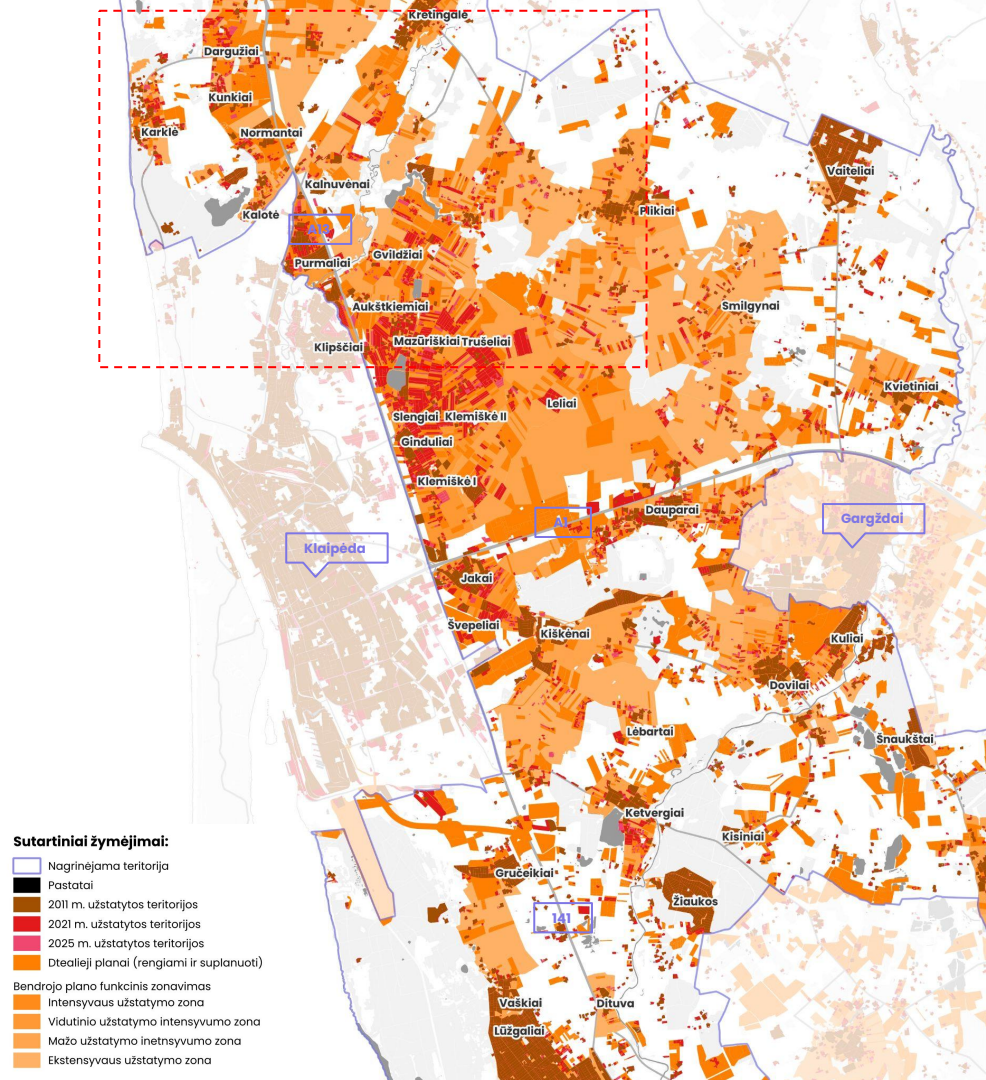 Kretingalė
Dargužiai
Kunkiai
Karklė
Normantai
Vaiteliai
Kalnuvėnai
Plikiai
Kalotė
A13
Gvildžiai
Purmaliai
Aukštkiemiai
Smilgynai
Klipščiai
Mazūriškiai
Trušeliai
Kvietiniai
Leliai
Slengiai
Klemiškė II
Ginduliai
Klemiškė I
Dauparai
A1
Gargždai
Klaipėda
Jakai
Švepeliai
Kiškėnai
Kuliai
Dovilai
Lėbartai
Šnaukštai
Ketvergiai
Kisiniai
Gručeikiai
Žiaukos
141
Vaškiai
Dituva
Lūžgaliai
Sutartiniai žymėjimai:
Nagrinėjama teritorija
Pastatai
2011 m. užstatytos teritorijos
2021 m. užstatytos teritorijos
2025 m. užstatytos teritorijos
Dtealieji planai (rengiami ir suplanuoti)
Bendrojo plano funkcinis zonavimas
Intensyvaus užstatymo zona
Vidutinio užstatymo intensyvumo zona
Mažo užstatymo inetnsyvumo zona
Ekstensyvaus užstatymo zona